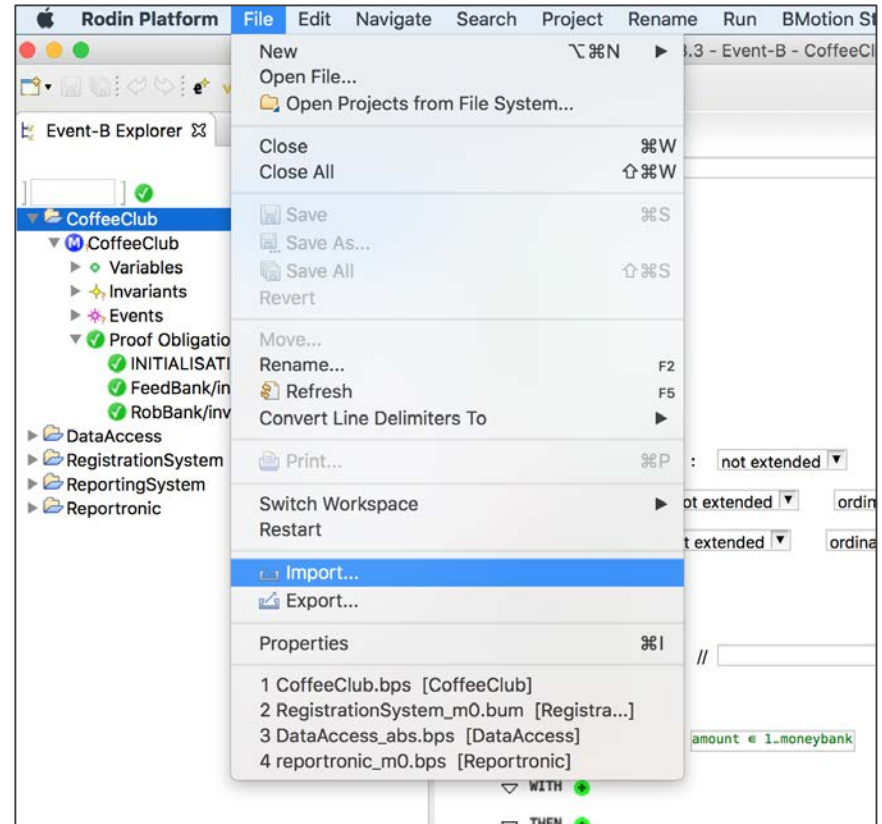 Rodin Platform File Edit Navigate Search Project Rename Run BMotion St
.3 - Event-B - CoffeeCl
Event-B Explorer
CoffeeClub
CoffeeClub
Variables
Invariants
Events
Proof Obligatio
INITIALISATI
FeedBank/in
RobBank/inv
DataAccess
RegistrationSystem
ReportingSystem
Reportronic
New ⌥⌘N
Open File...
Open Projects from File System...
Close ⌘W
Close All ⇧⌘W
Save ⌘S
Save As...
Save All ⇧⌘S
Revert
Move...
Rename... F2
Refresh F5
Convert Line Delimiters To
Print... ⌘P
Switch Workspace
Restart
Import...
Export...
Properties ⌘I
1 CoffeeClub.bps [CoffeeClub]
2 RegistrationSystem_m0.bum [Registra...]
3 DataAccess_abs.bps [DataAccess]
4 reportronic_m0.bps [Reportronic]
: not extended
ot extended ordin
t extended ordina
//
amount ∈ 1‥moneybank
WITH
THEN